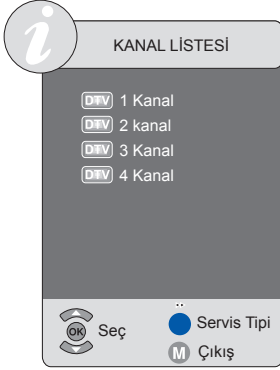 i
KANAL LİSTESİ
DTV 1 Kanal
DTV 2 kanal
DTV 3 Kanal
DTV 4 Kanal
OK Seç
Servis Tipi
M Çıkış